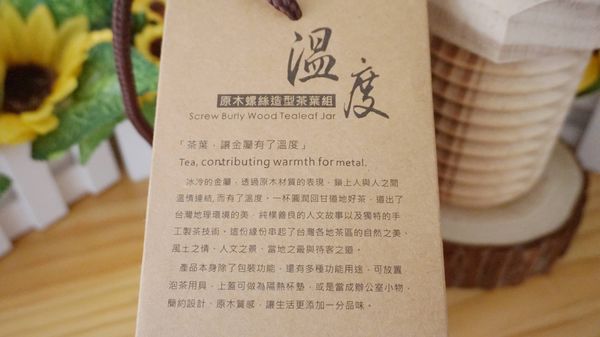 溫度
原木螺絲造型茶葉組
Screw Burly Wood Tealeaf Jar
「茶葉，讓金屬有了溫度」
Tea, contributing warmth for metal.
冰冷的金屬，透過原木材質的表現，鎖上人與人之間
溫情連結, 而有了溫度。一杯圓潤回甘道地好茶，道出了
台灣地理環境的美，純樸善良的人文故事以及獨特的手
工製茶技術。這份緣份串起了台灣各地茶區的自然之美、
風土之情、人文之景、當地之最與待客之道。
產品本身除了包裝功能，還有多種功能用途，可放置
泡茶用具，上蓋可做為隔熱杯墊，或是當成辦公室小物，
簡約設計、原木質感，讓生活更添加一分品味。